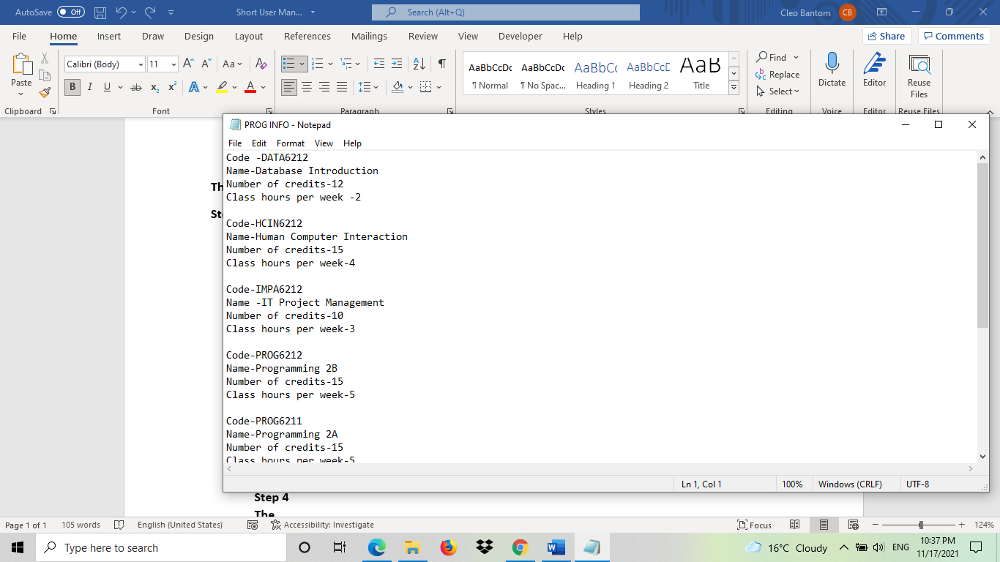 AutoSave Off Short User Man... Search (Alt+Q) Cleo Bantom CB
File Home Insert Draw Design Layout References Mailings Review View Developer Help Share Comments
Calibri (Body) 11 Aa AaBbCcDc AaBbCcDc AaBbCc AaBbCcD AaB Find
Paste B I U ab x₂ x² A A ¶ Normal ¶ No Spac... Heading 1 Heading 2 Title Replace Select Dictate Editor Reuse Files
Clipboard Font Paragraph Styles Editing Voice Editor Reuse Files
PROG INFO - Notepad
File Edit Format View Help
Code -DATA6212
Name-Database Introduction
Number of credits-12
Class hours per week -2
Code-HCIN6212
Name-Human Computer Interaction
Number of credits-15
Class hours per week-4
Code-IMPA6212
Name -IT Project Management
Number of credits-10
Class hours per week-3
Code-PROG6212
Name-Programming 2B
Number of credits-15
Class hours per week-5
Code-PROG6211
Name-Programming 2A
Number of credits-15
Class hours per week-5
Ln 1, Col 1 100% Windows (CRLF) UTF-8
Step 4
The
Page 1 of 1 105 words English (United States) Accessibility: Investigate Focus 124%
Type here to search 16°C Cloudy ENG 10:37 PM
11/17/2021